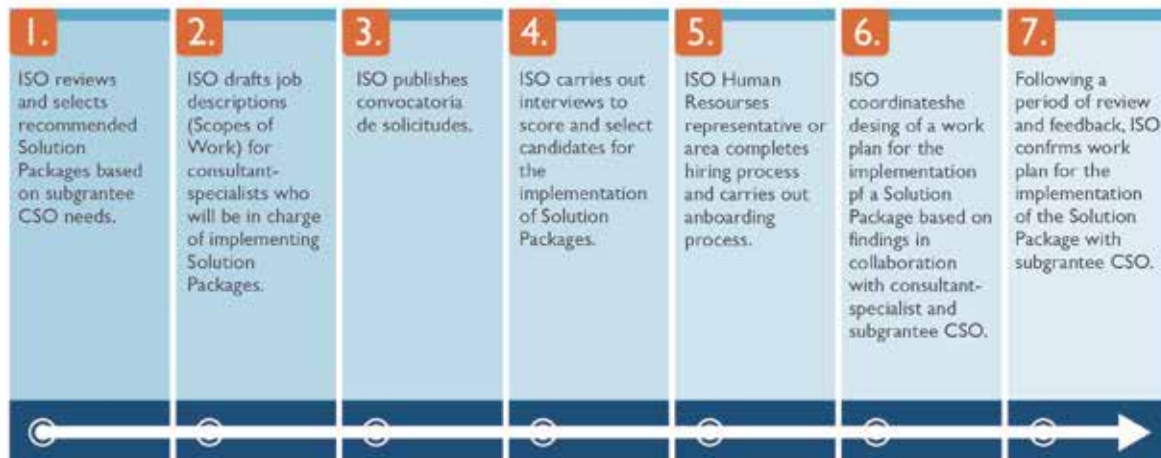 1.
ISO reviews
and selects
recommended
Solution
Packages based
on subgrantee
CSO needs.
2.
ISO drafts job
descriptions
(Scopes of
Work) for
consultant-
specialists who
will be in charge
of implementing
Solution
Packages.
3.
ISO publishes
convocatoria
de solicitudes.
4.
ISO carries out
interviews to
score and select
candidates for
the
implementation
of Solution
Packages.
5.
ISO Human
Resourses
representative or
area completes
hiring process
and carries out
anboarding
process.
6.
ISO
coordinateshe
desing of a work
plan for the
implementation
pf a Solution
Package based on
findings in
collaboration
with consultant-
specialist and
subgrantee CSO.
7.
Following a
period of review
and feedback, ISO
confrms work
plan for the
implementation
of the Solution
Package with
subgrantee CSO.